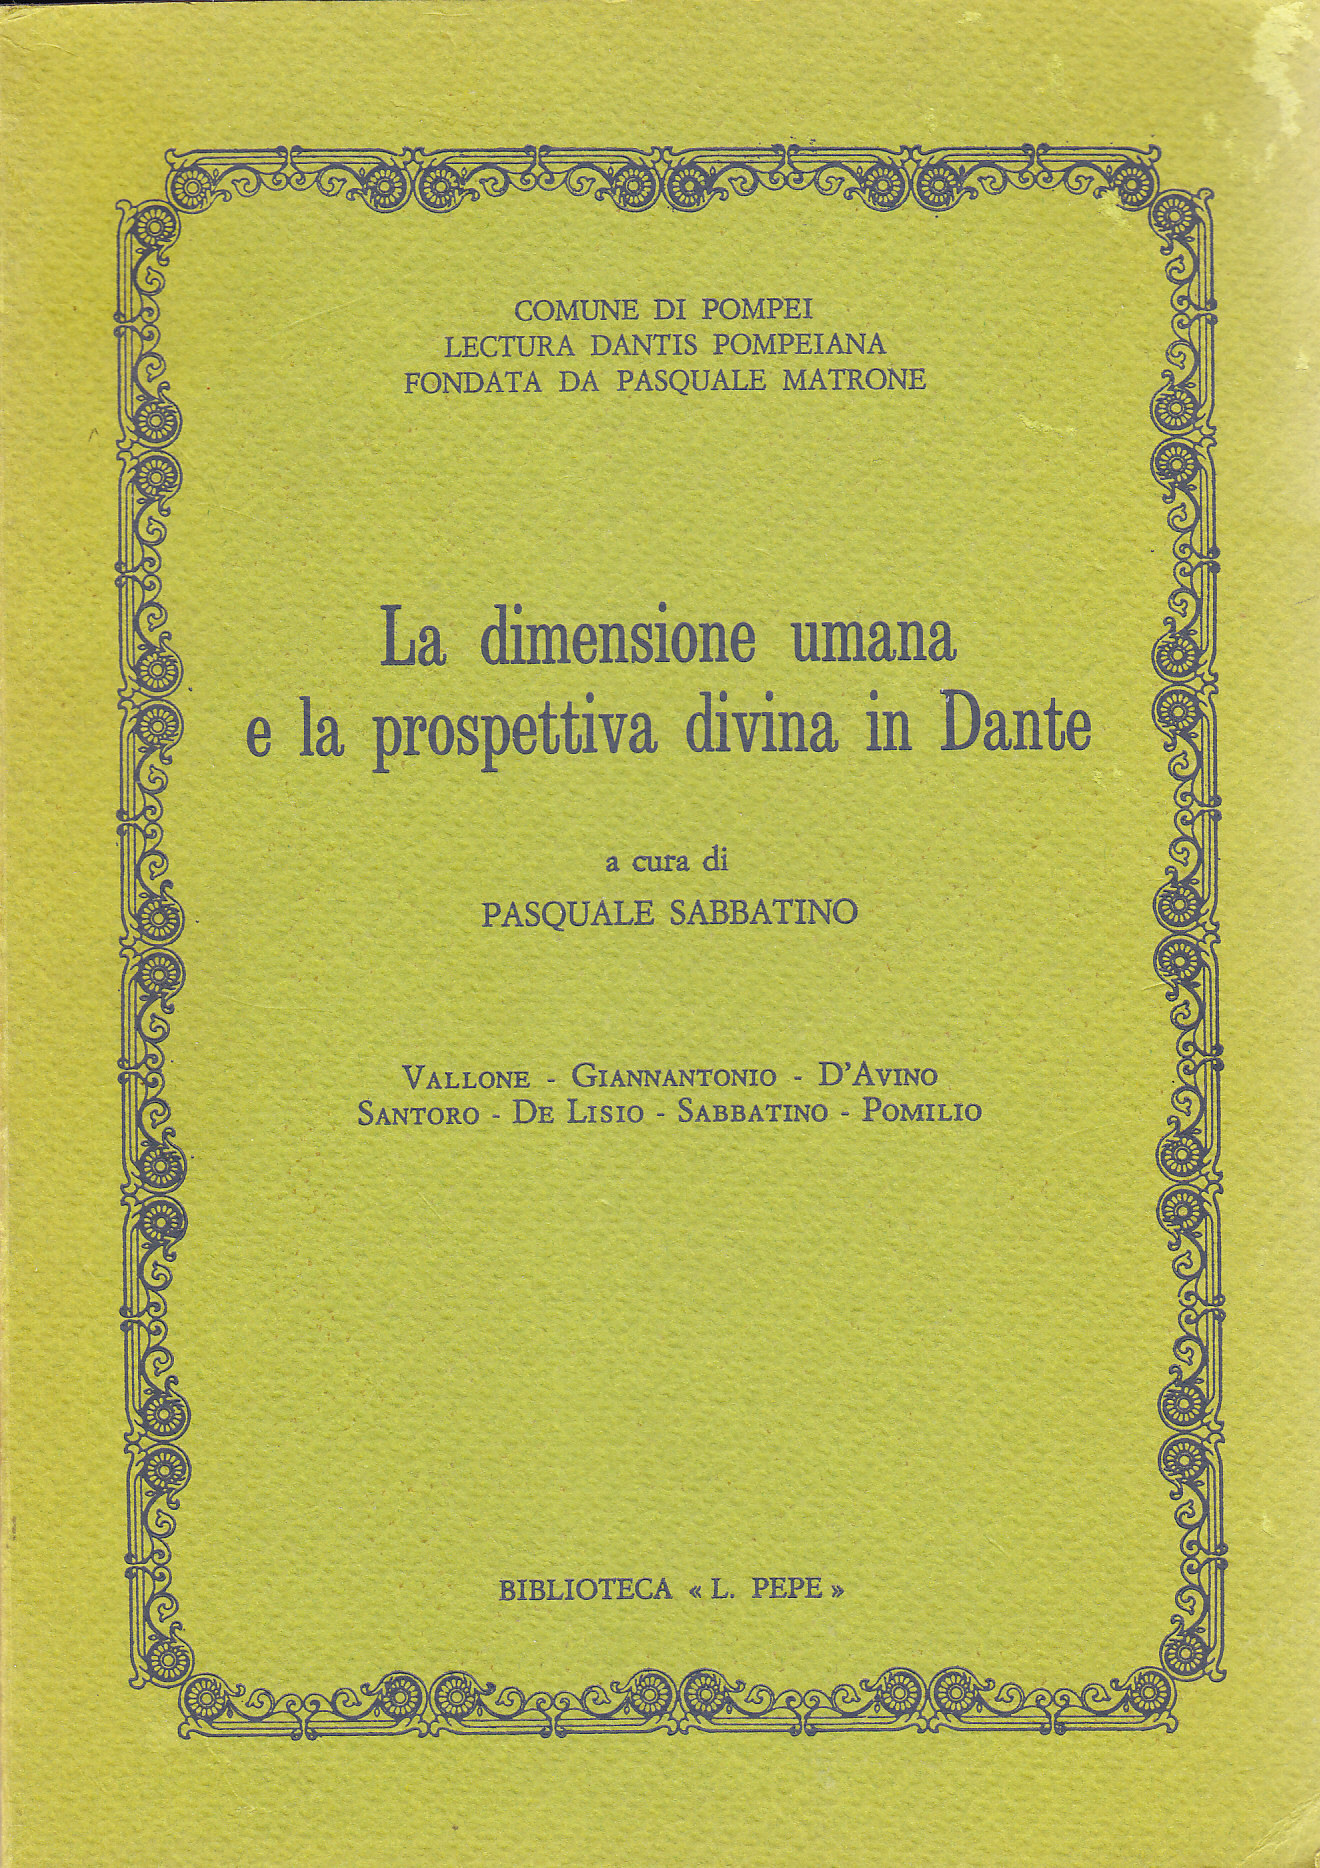 COMUNE DI POMPEI
LECTURA DANTIS POMPEIANA
FONDATA DA PASQUALE MATRONE
La dimensione umana
e la prospettiva divina in Dante
a cura di
PASQUALE SABBATINO
VALLONE - GIANNANTONIO - D'AVINO
SANTORO - DE LISIO - SABBATINO - POMILIO
BIBLIOTECA « L. PEPE »